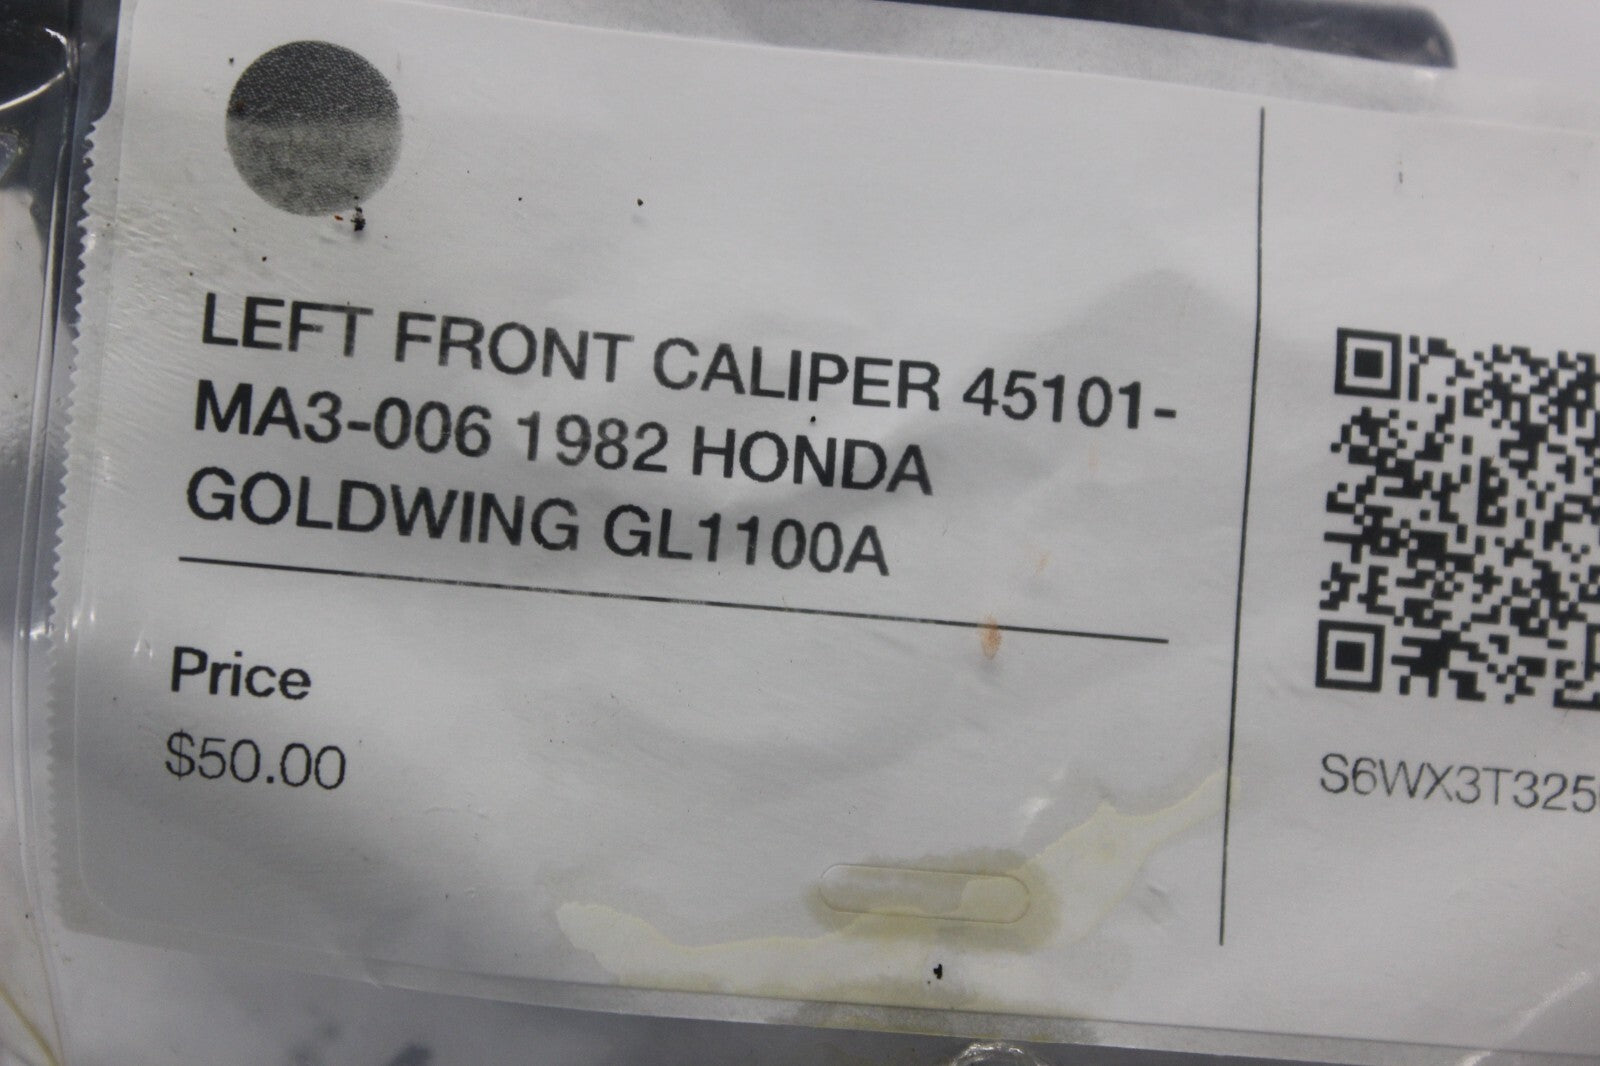 LEFT FRONT CALIPER 45101-
MA3-006 1982 HONDA
GOLDWING GL1100A
Price
$50.00
S6WX3T325